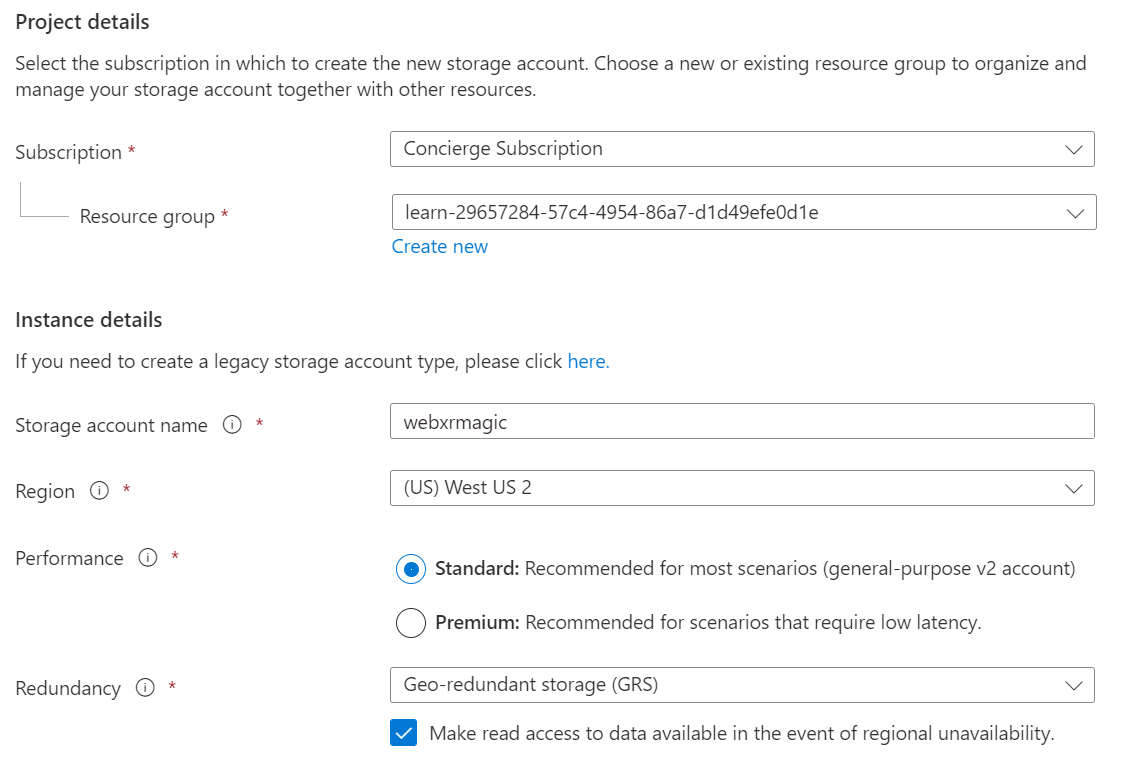 Project details
Select the subscription in which to create the new storage account. Choose a new or existing resource group to organize and
manage your storage account together with other resources.
Subscription *
Concierge Subscription
Resource group *
learn-29657284-57c4-4954-86a7-d1d49efe0d1e
Create new
Instance details
If you need to create a legacy storage account type, please click here.
Storage account name *
webxrmagic
Region *
(US) West US 2
Performance *
Standard: Recommended for most scenarios (general-purpose v2 account)
Premium: Recommended for scenarios that require low latency.
Redundancy *
Geo-redundant storage (GRS)
Make read access to data available in the event of regional unavailability.